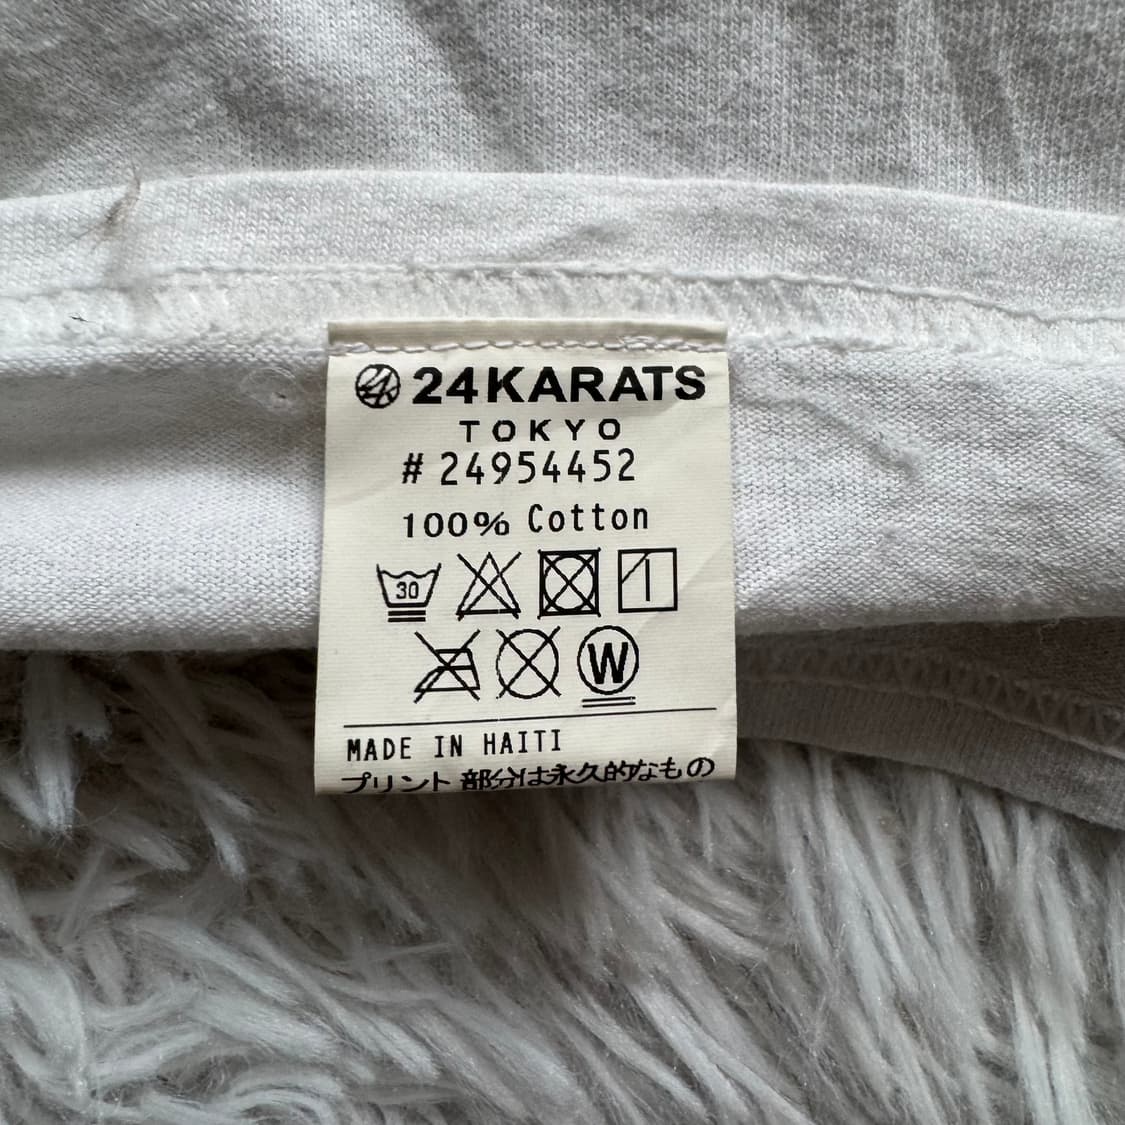 24KARATS
TOKYO
# 24954452
100% Cotton
30
W
MADE IN HAITI
プリント部分は永久的なもの